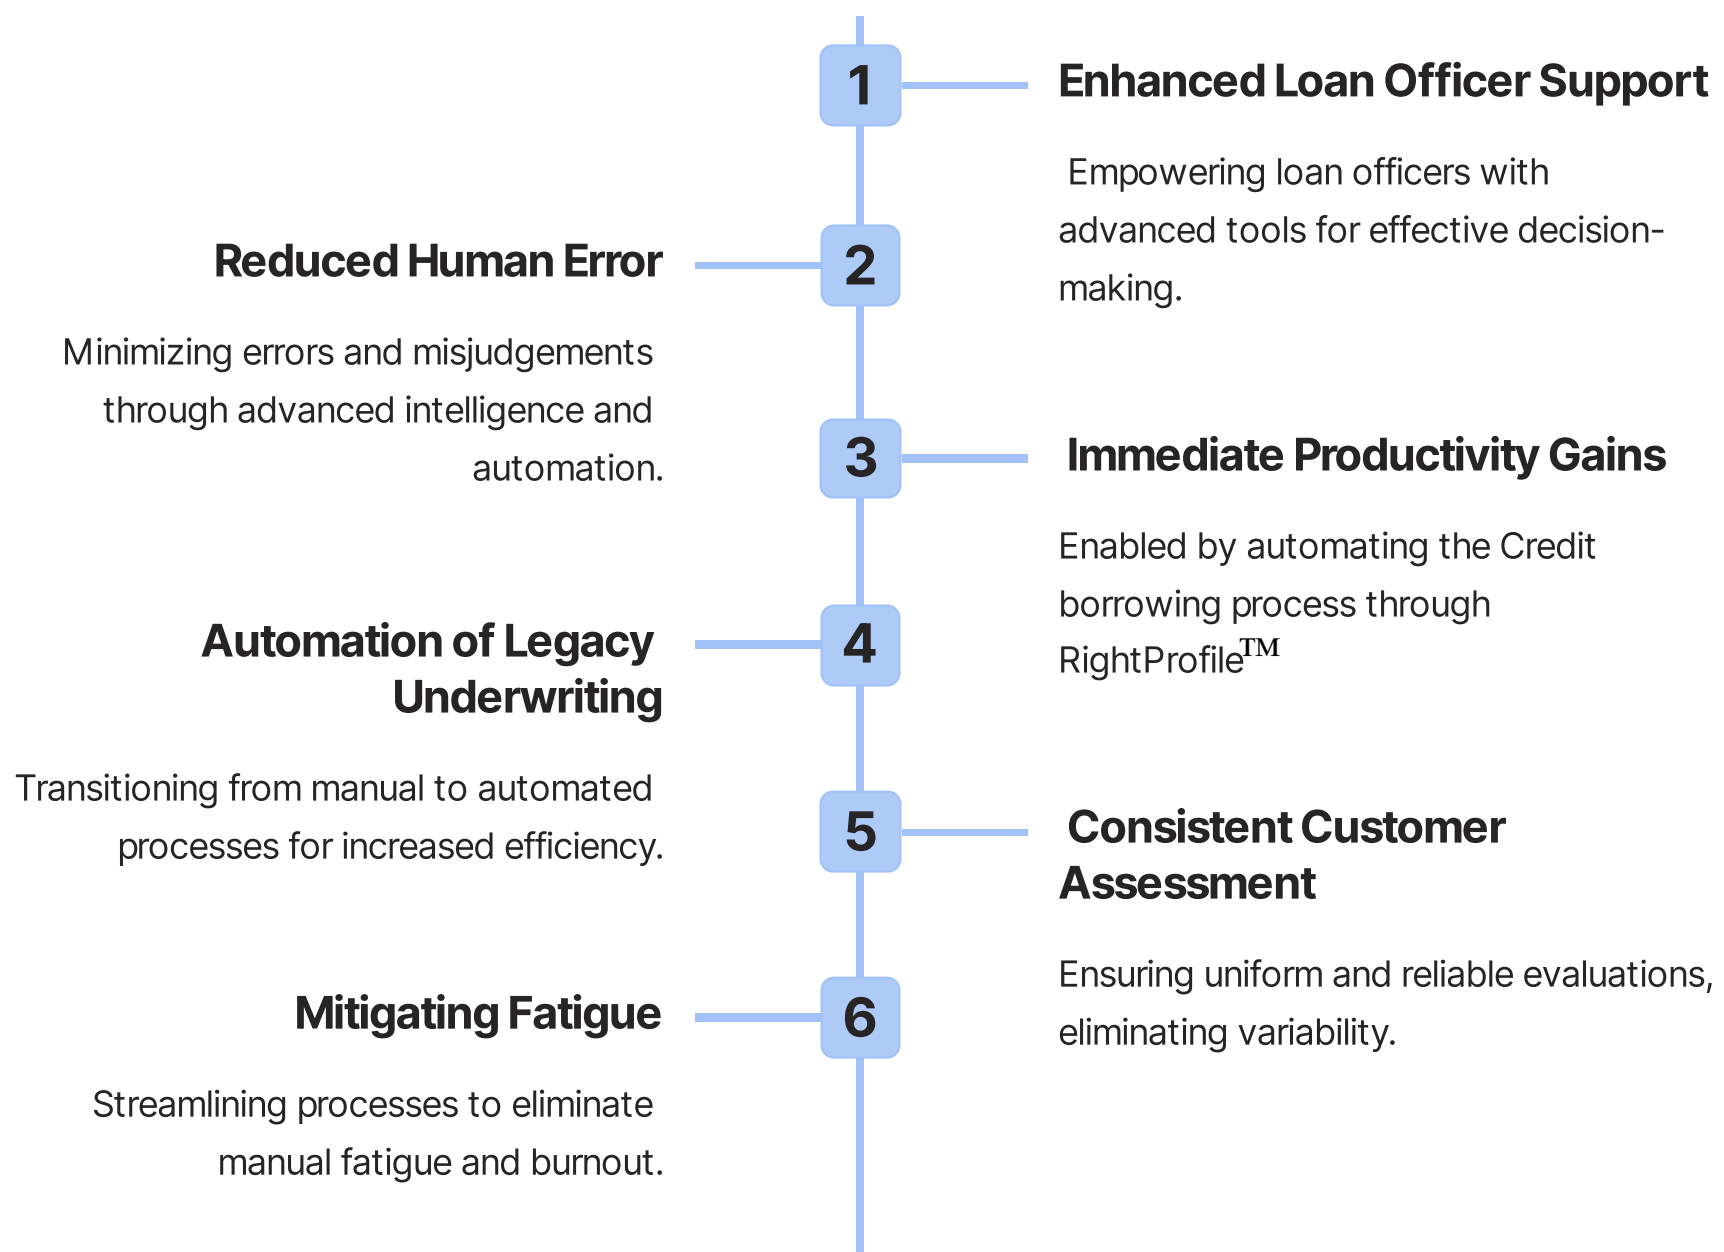 1
Enhanced Loan Officer Support
Empowering loan officers with
advanced tools for effective decision-
making.
2
Reduced Human Error
Minimizing errors and misjudgements
through advanced intelligence and
automation.
3
Immediate Productivity Gains
Enabled by automating the Credit
borrowing process through
RightProfile™
4
Automation of Legacy
Underwriting
Transitioning from manual to automated
processes for increased efficiency.
5
Consistent Customer
Assessment
Ensuring uniform and reliable evaluations,
eliminating variability.
6
Mitigating Fatigue
Streamlining processes to eliminate
manual fatigue and burnout.